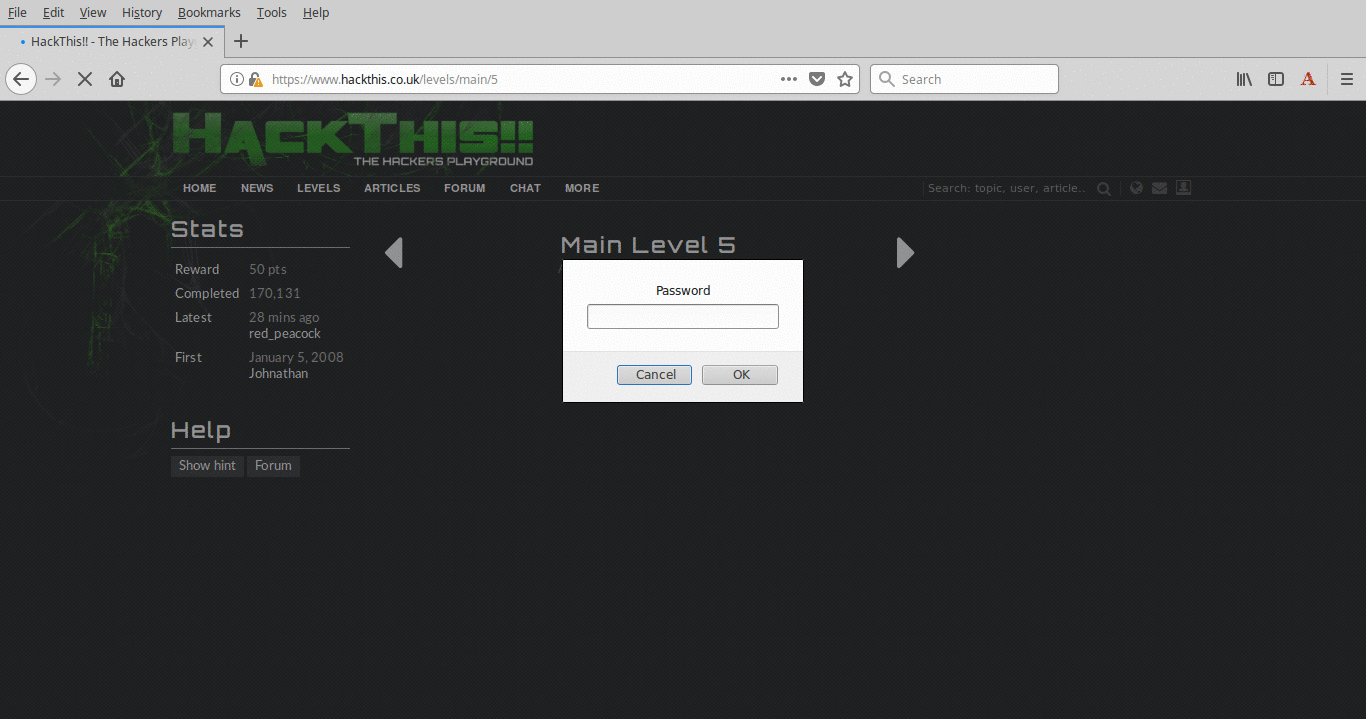 File Edit View History Bookmarks Tools Help
HackThis!! - The Hackers Play
https://www.hackthis.co.uk/levels/main/5
Search
HACKTHIS!!
THE HACKERS PLAYGROUND
HOME NEWS LEVELS ARTICLES FORUM CHAT MORE
Search: topic, user, article..
Stats
Reward 50 pts
Completed 170,131
Latest 28 mins ago
red_peacock
First January 5, 2008
Johnathan
Help
Show hint Forum
Main Level 5
Password
Cancel OK